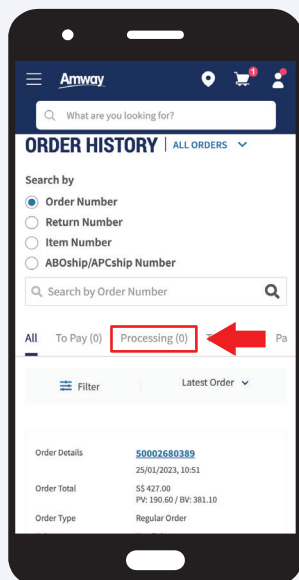 Amway
1
What are you looking for?
ORDER HISTORY | ALL ORDERS
Search by
Order Number
Return Number
Item Number
ABOship/APCship Number
Search by Order Number
All To Pay (0) Processing (0) Pa
Filter Latest Order
Order Details 50002680389
25/01/2023, 10:51
Order Total S$ 427.00
PV: 190.60 / BV: 381.10
Order Type Regular Order